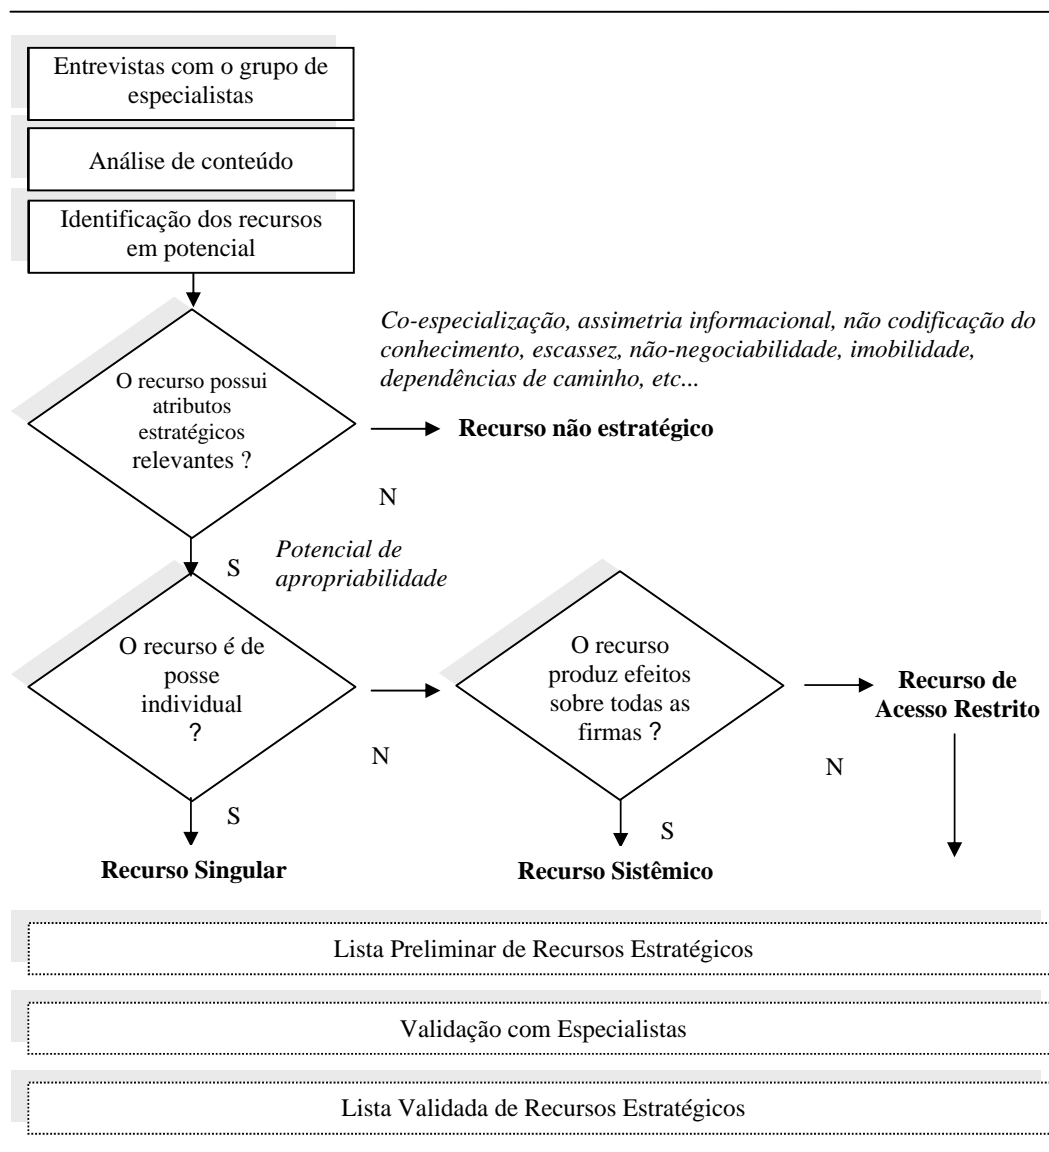 Entrevistas com o grupo de
especialistas
Análise de conteúdo
Identificação dos recursos
em potencial
Co-especialização, assimetria informacional, não codificação do
conhecimento, escassez, não-negociabilidade, imobilidade,
dependências de caminho, etc...
O recurso possui
atributos
estratégicos
relevantes ?
Recurso não estratégico
N
S
Potencial de
apropriabilidade
O recurso é de
posse
individual
?
N
S
O recurso
produz efeitos
sobre todas as
firmas ?
N
S
Recurso de
Acesso Restrito
Recurso Singular
Recurso Sistêmico
Lista Preliminar de Recursos Estratégicos
Validação com Especialistas
Lista Validada de Recursos Estratégicos